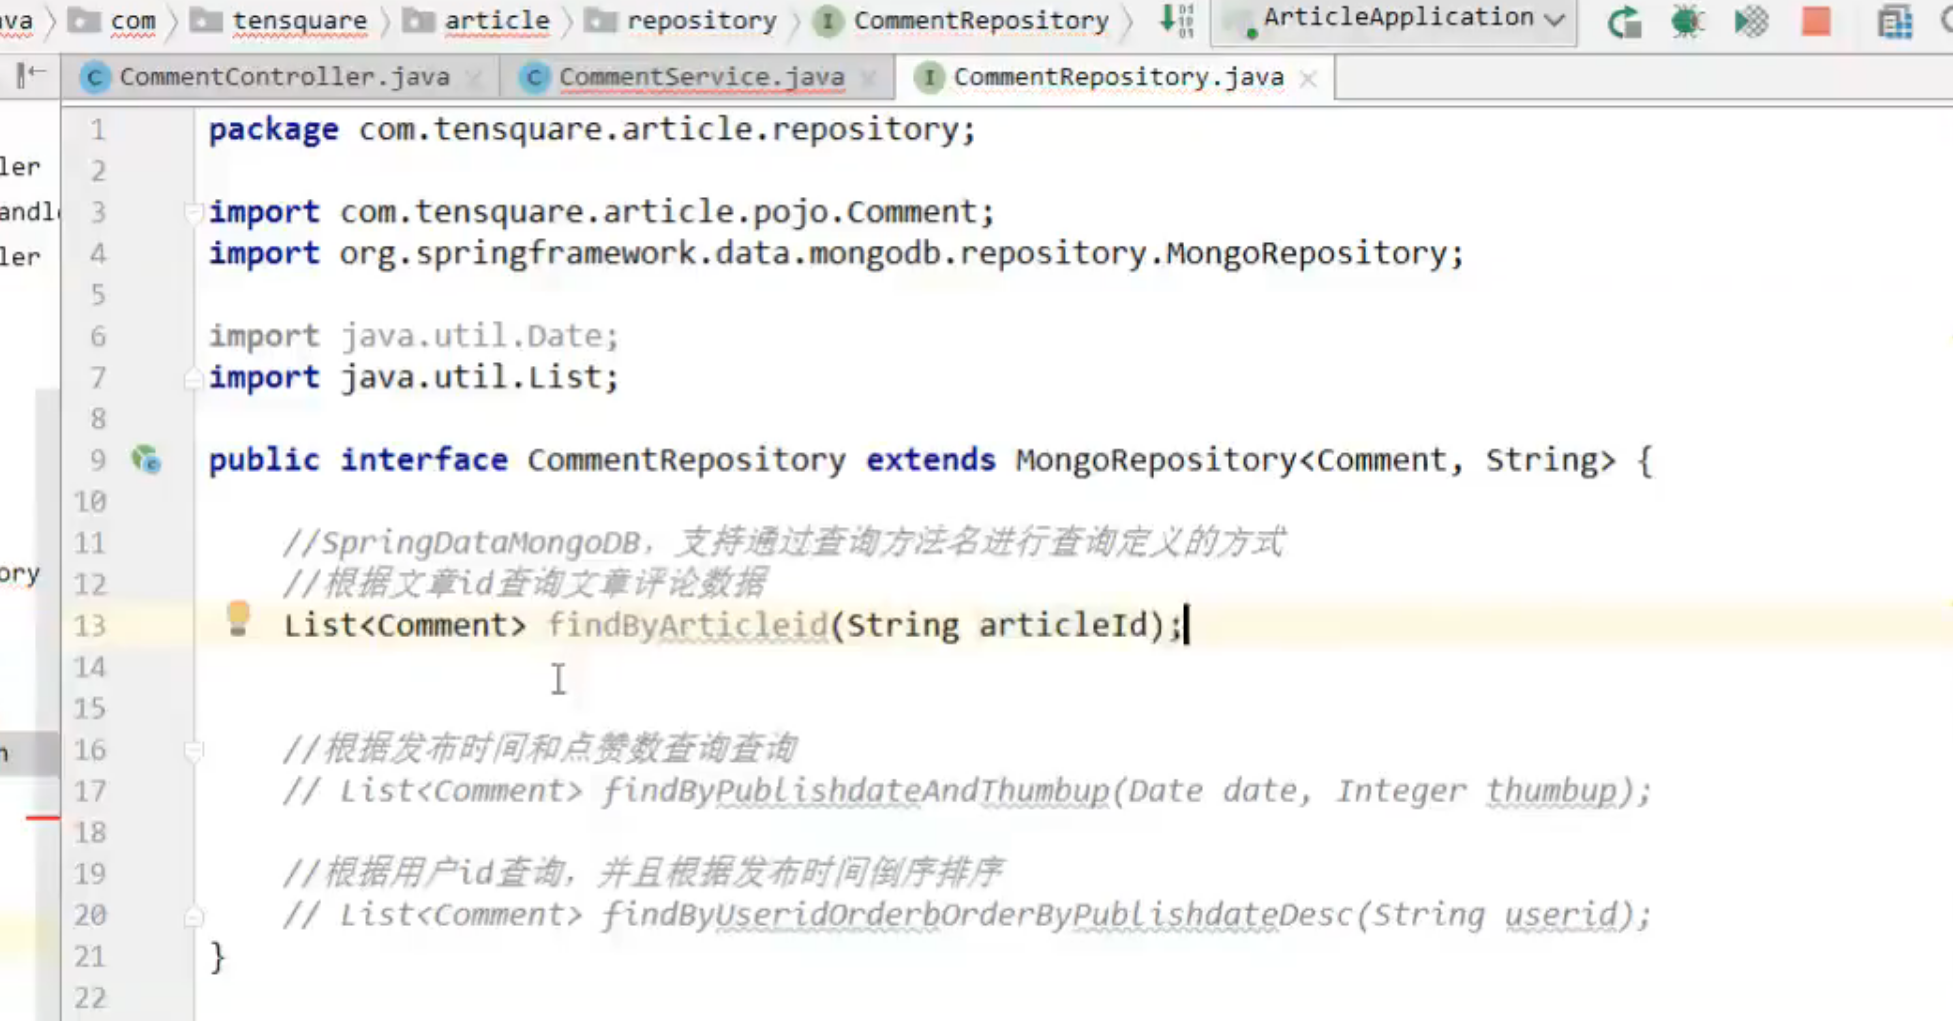 va com tensquare article repository I CommentRepository ArticleApplication
C CommentController.java C CommentService.java I CommentRepository.java
ler
andl
ler
ory
n
1 package com.tensquare.article.repository;
2
3 import com.tensquare.article.pojo.Comment;
4 import org.springframework.data.mongodb.repository.MongoRepository;
5
6 import java.util.Date;
7 import java.util.List;
8
9 public interface CommentRepository extends MongoRepository<Comment, String> {
10
11 //SpringDataMongoDB，支持通过查询方法名进行查询定义的方式
12 //根据文章id查询文章评论数据
13 List<Comment> findByArticleid(String articleId);
14
15
16 //根据发布时间和点赞数查询查询
17 // List<Comment> findByPublishdateAndThumbup(Date date, Integer thumbup);
18
19 //根据用户id查询，并且根据发布时间倒序排序
20 // List<Comment> findByUseridOrderbOrderByPublishdateDesc(String userid);
21 }
22